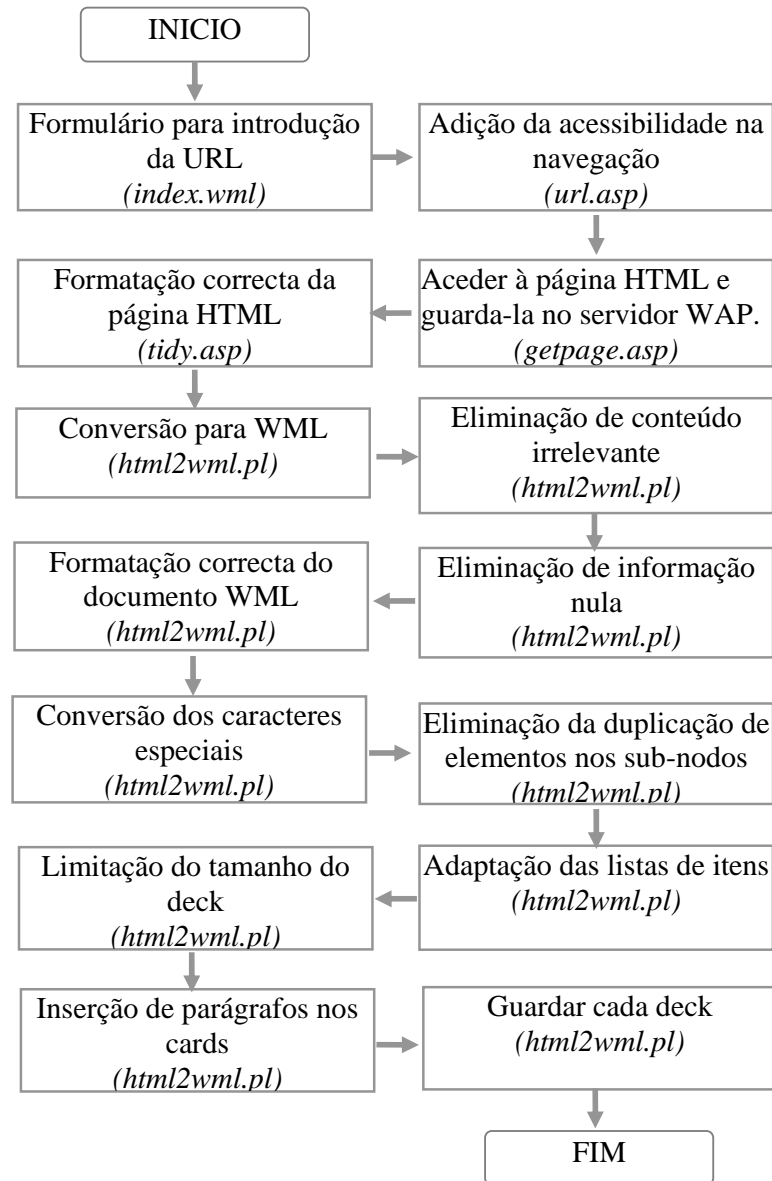 INICIO
Formulário para introdução
da URL
(index.wml)
Adição da acessibilidade na
navegação
(url.asp)
Aceder à página HTML e
guarda-la no servidor WAP.
(getpage.asp)
Formatação correcta da
página HTML
(tidy.asp)
Conversão para WML
(html2wml.pl)
Eliminação de conteúdo
irrelevante
(html2wml.pl)
Eliminação de informação
nula
(html2wml.pl)
Formatação correcta do
documento WML
(html2wml.pl)
Conversão dos caracteres
especiais
(html2wml.pl)
Eliminação da duplicação de
elementos nos sub-nodos
(html2wml.pl)
Adaptação das listas de itens
(html2wml.pl)
Limitação do tamanho do
deck
(html2wml.pl)
Inserção de parágrafos nos
cards
(html2wml.pl)
Guardar cada deck
(html2wml.pl)
FIM